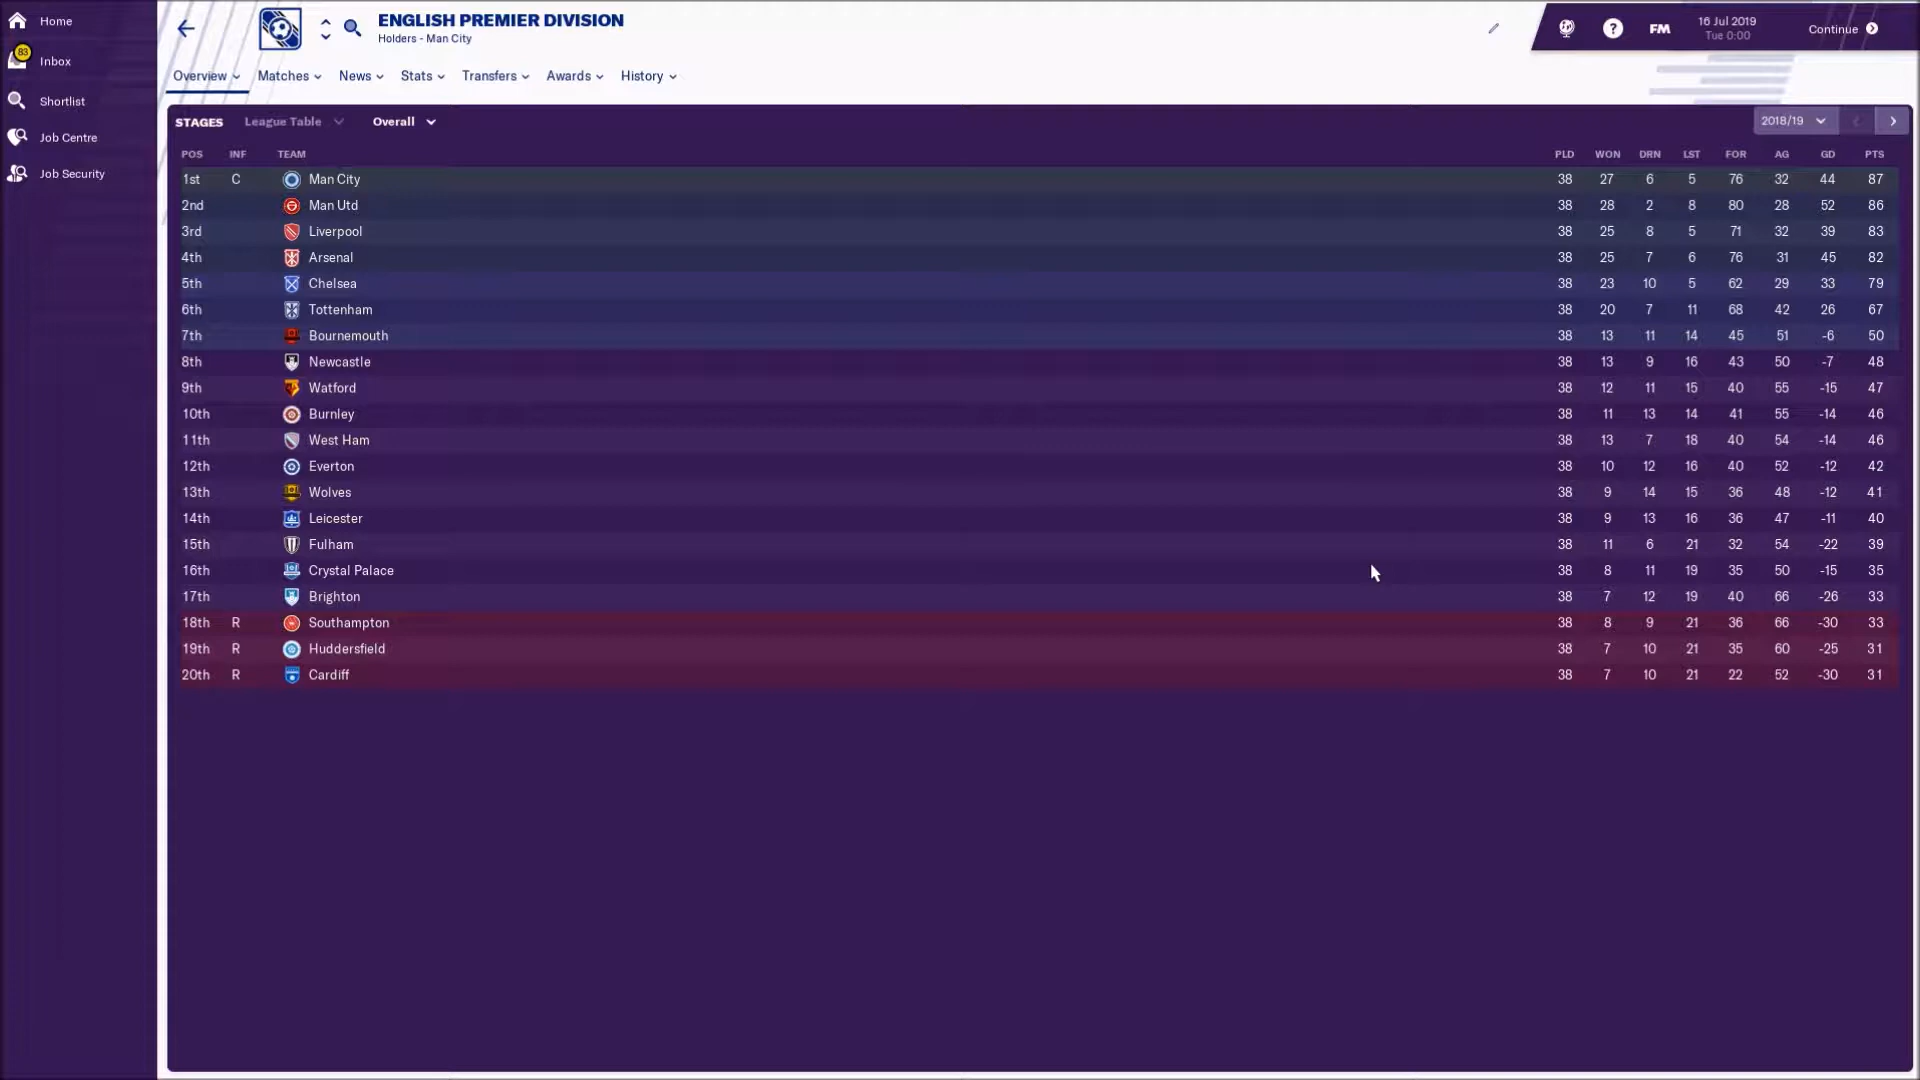 Home
83
Inbox
Shortlist
Job Centre
Job Security
ENGLISH PREMIER DIVISION
Holders - Man City
FM
16 Jul 2019
Tue 0:00
Continue
Overview Matches News Stats Transfers Awards History
STAGES League Table Overall 2018/19
POS INF TEAM PLD WON DRN LST FOR AG GD PTS
1st C Man City 38 27 6 5 76 32 44 87
2nd Man Utd 38 28 2 8 80 28 52 86
3rd Liverpool 38 25 8 5 71 32 39 83
4th Arsenal 38 25 7 6 76 31 45 82
5th Chelsea 38 23 10 5 62 29 33 79
6th Tottenham 38 20 7 11 68 42 26 67
7th Bournemouth 38 13 11 14 45 51 -6 50
8th Newcastle 38 13 9 16 43 50 -7 48
9th Watford 38 12 11 15 40 55 -15 47
10th Burnley 38 11 13 14 41 55 -14 46
11th West Ham 38 13 7 18 40 54 -14 46
12th Everton 38 10 12 16 40 52 -12 42
13th Wolves 38 9 14 15 36 48 -12 41
14th Leicester 38 9 13 16 36 47 -11 40
15th Fulham 38 11 6 21 32 54 -22 39
16th Crystal Palace 38 8 11 19 35 50 -15 35
17th Brighton 38 7 12 19 40 66 -26 33
18th R Southampton 38 8 9 21 36 66 -30 33
19th R Huddersfield 38 7 10 21 35 60 -25 31
20th R Cardiff 38 7 10 21 22 52 -30 31